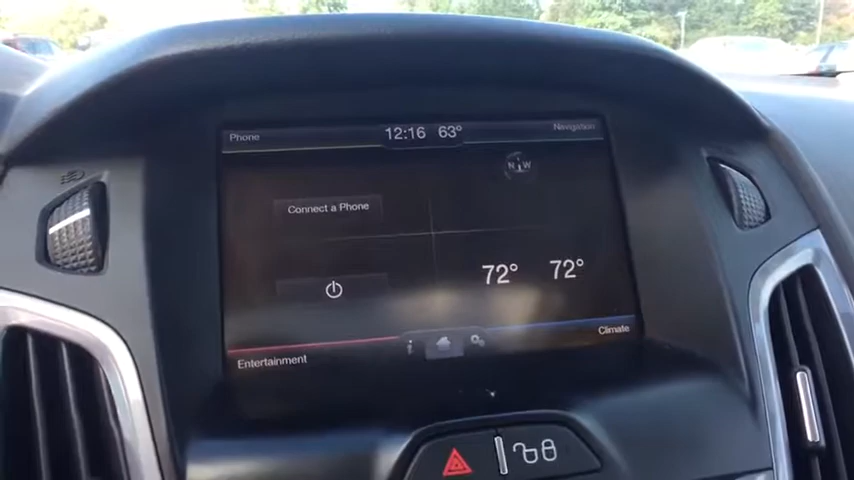 Phone 12:16 63° Navigation
N W
Connect a Phone
72° 72°
Entertainment i Climate